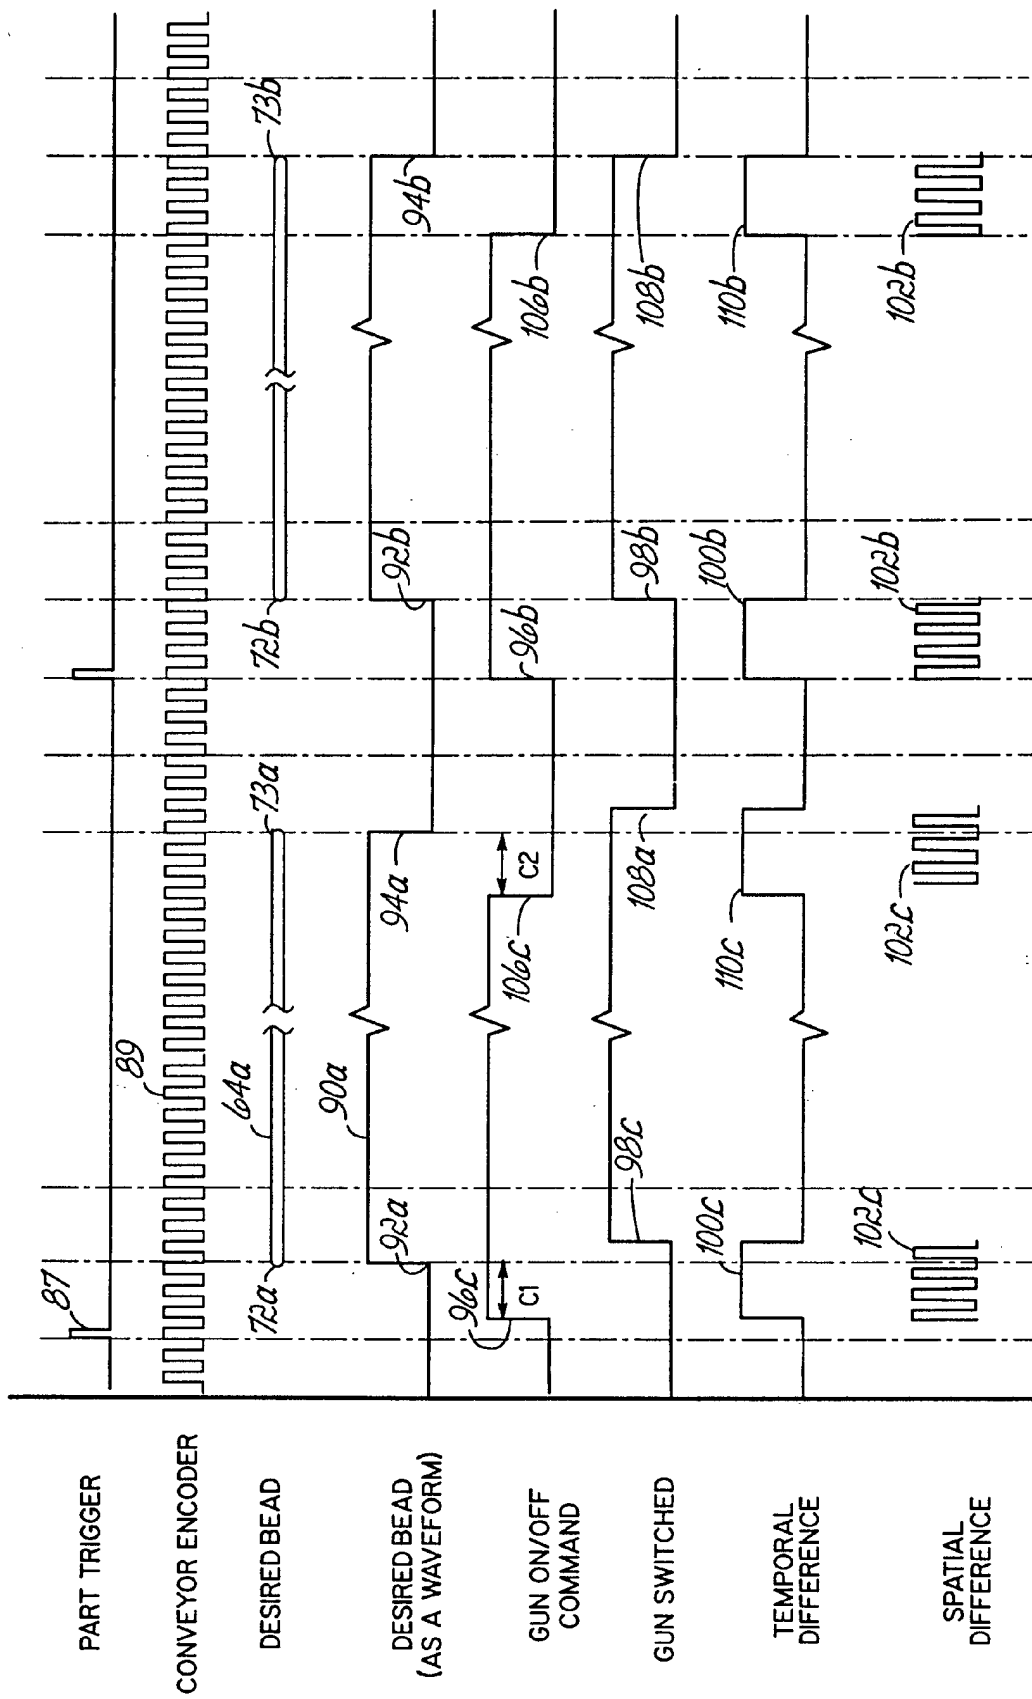 PART TRIGGER
87
CONVEYOR ENCODER
89
DESIRED BEAD
72a
64a
73a
72b
73b
DESIRED BEAD
(AS A WAVEFORM)
92a
90a
94a
92b
94b
GUN ON/OFF
COMMAND
96c
C1
106c
C2
96b
106b
GUN SWITCHED
98c
108a
98b
108b
TEMPORAL
DIFFERENCE
100c
110c
100b
110b
SPATIAL
DIFFERENCE
102c
102c
102b
102b